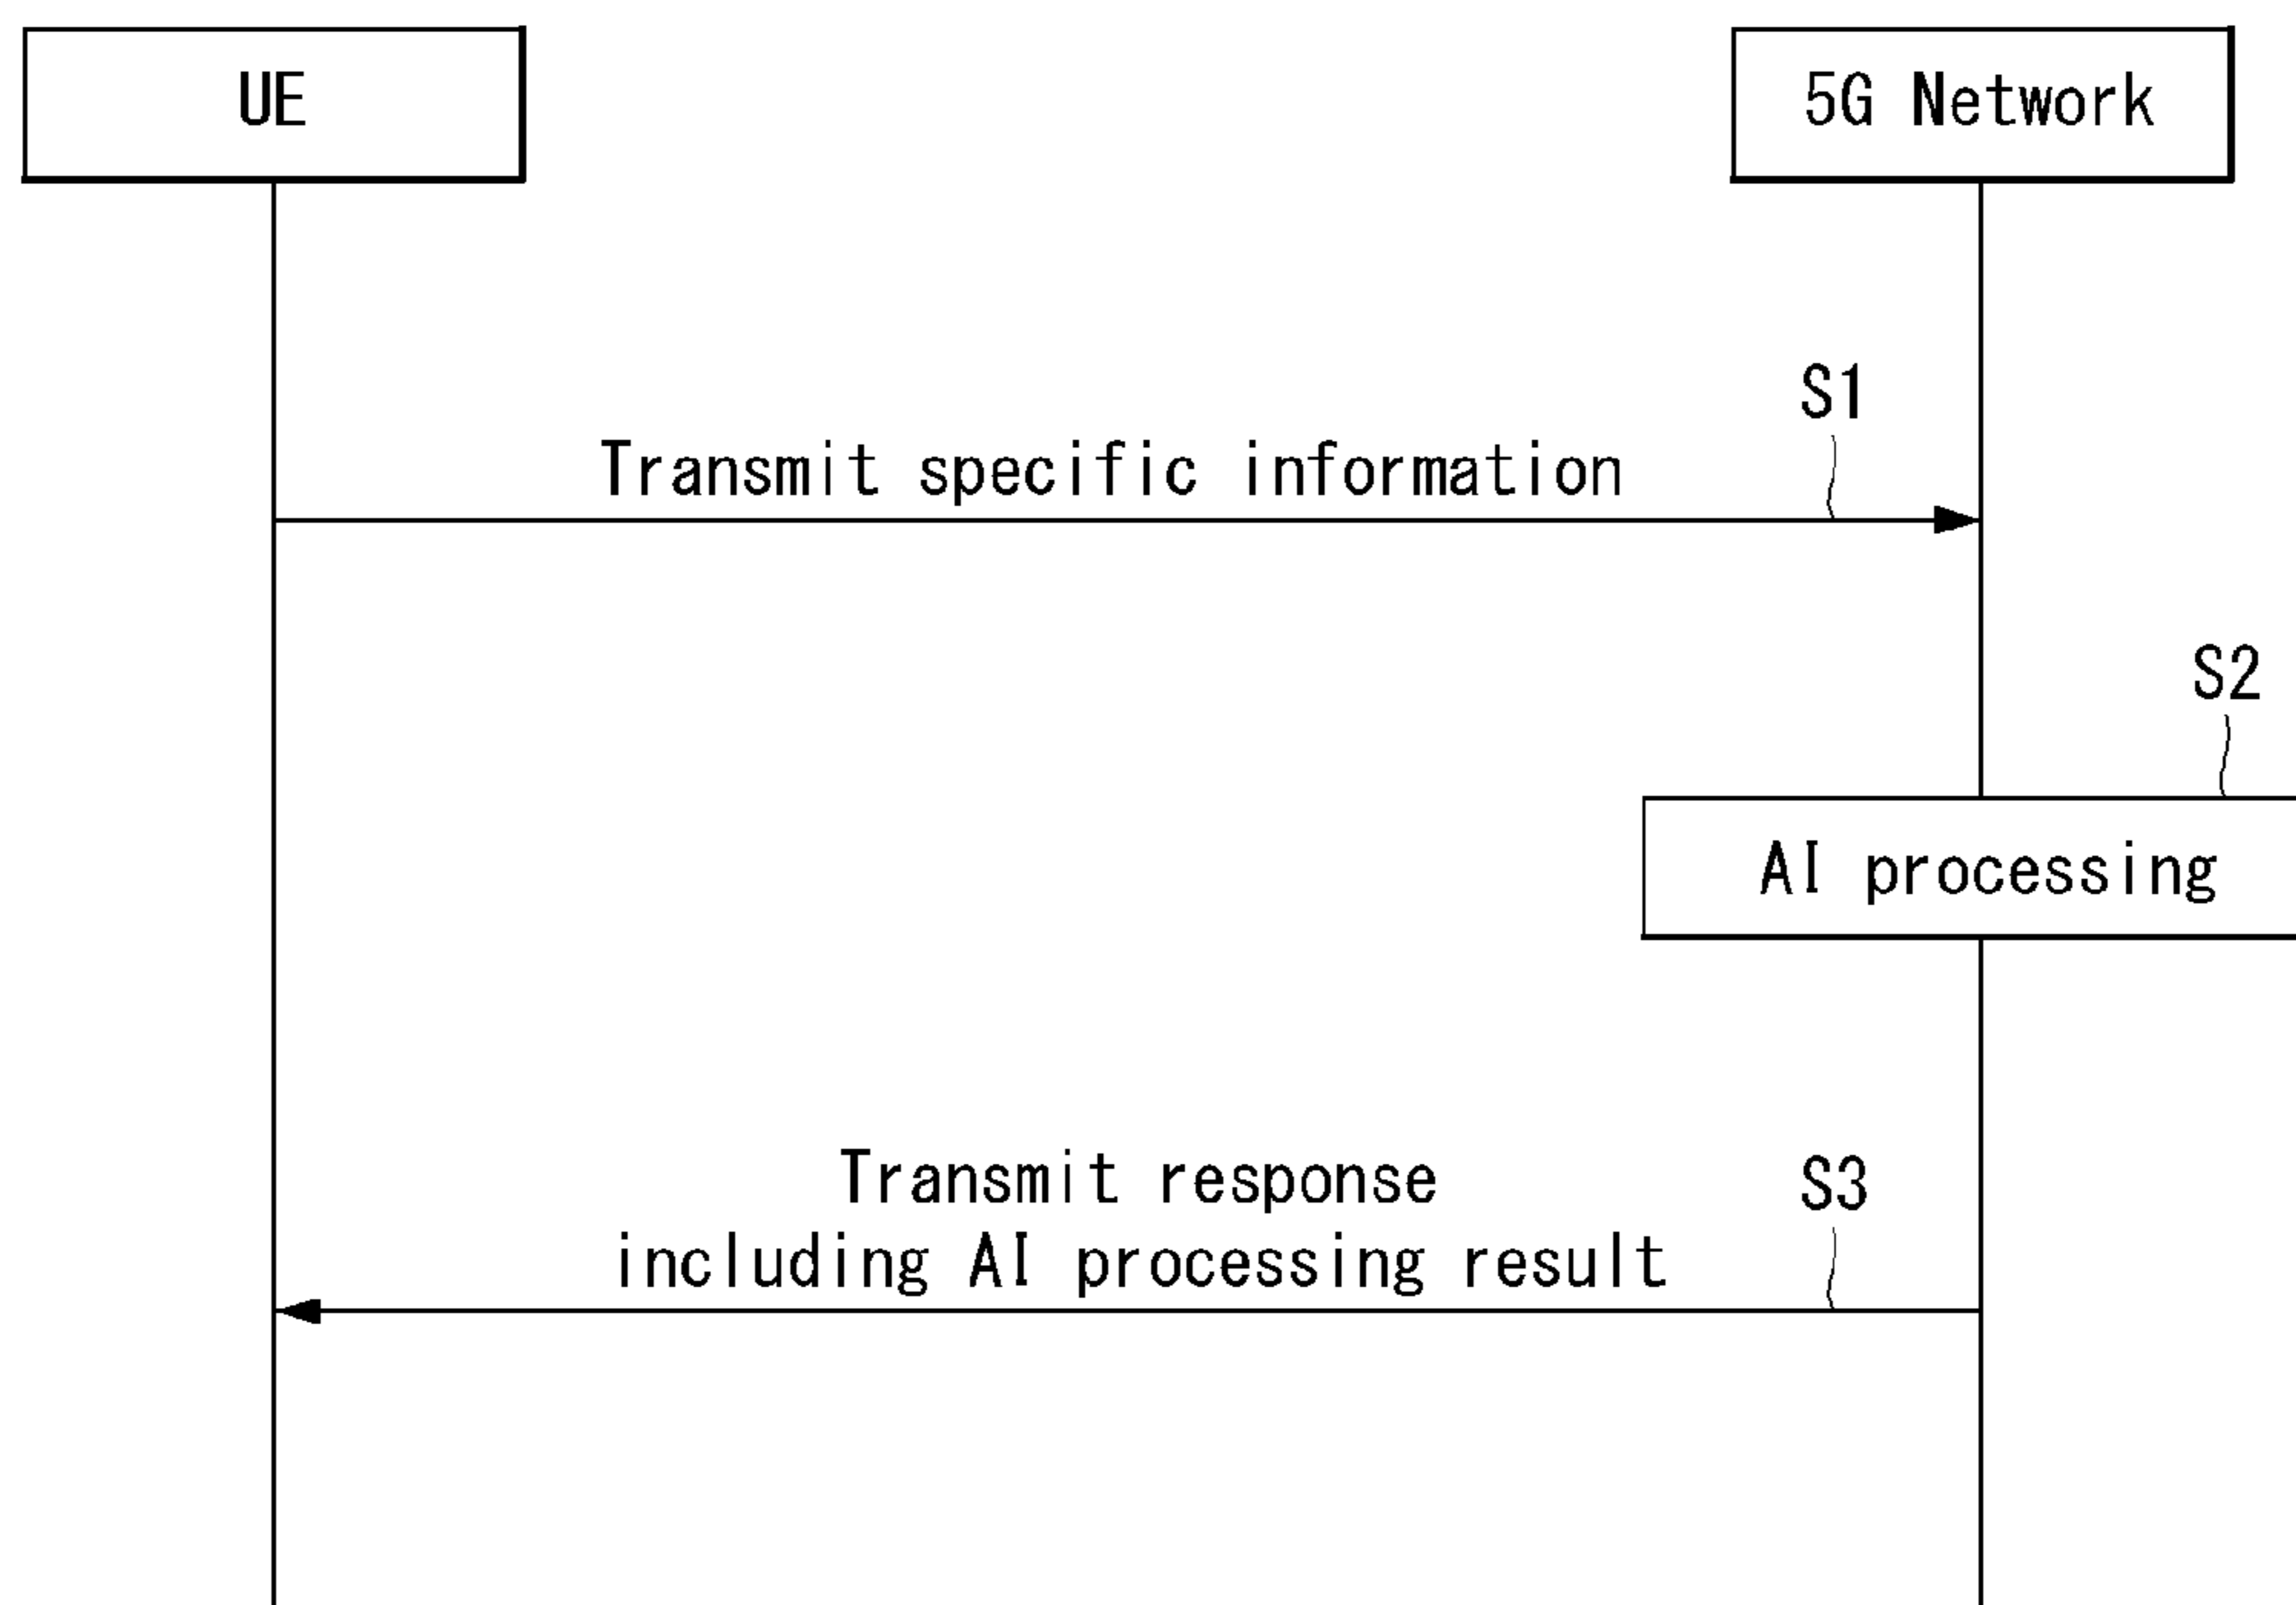 UE
5G Network
S1
Transmit specific information
S2
AI processing
Transmit response
S3
including AI processing result